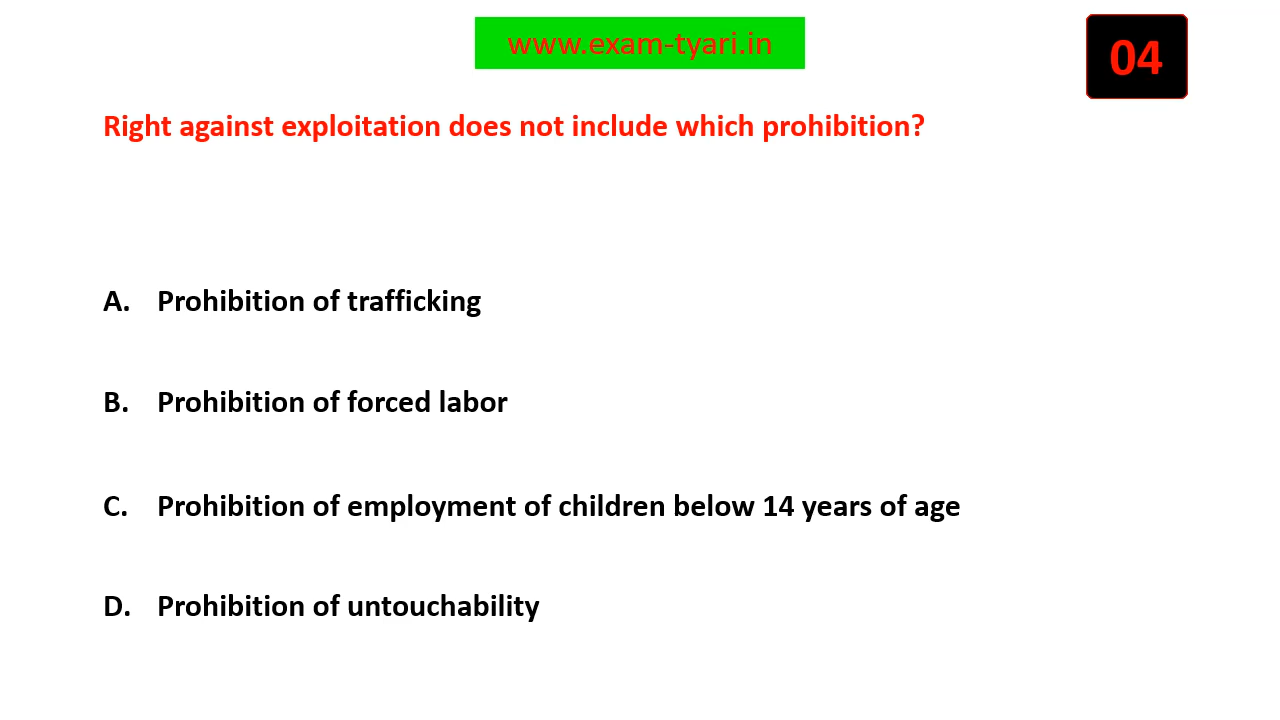 www.exam-tyari.in
04
Right against exploitation does not include which prohibition?
A. Prohibition of trafficking
B. Prohibition of forced labor
C. Prohibition of employment of children below 14 years of age
D. Prohibition of untouchability